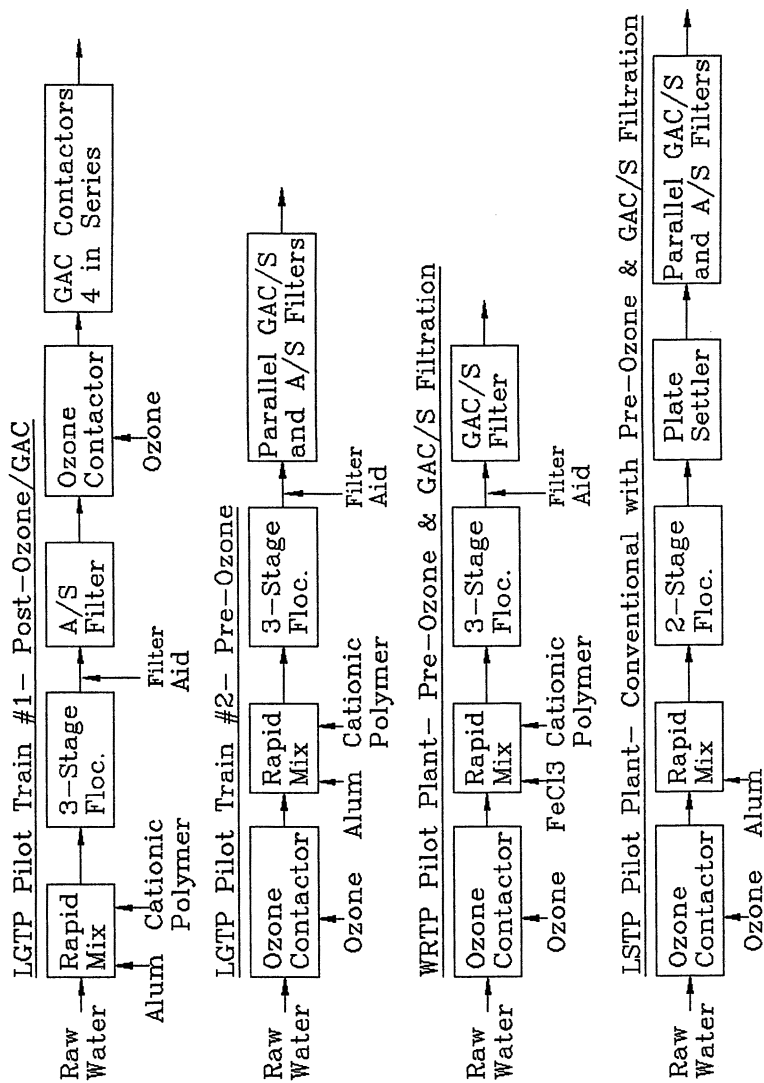 LGTP Pilot Train #1- Post-Ozone/GAC
Raw
Water
Rapid
Mix
Alum
Cationic
Polymer
3-Stage
Floc.
Filter
Aid
A/S
Filter
Ozone
Contactor
Ozone
GAC Contactors
4 in Series
LGTP Pilot Train #2- Pre-Ozone
Raw
Water
Ozone
Contactor
Ozone
Rapid
Mix
Alum
Cationic
Polymer
3-Stage
Floc.
Filter
Aid
Parallel GAC/S
and A/S Filters
WRTP Pilot Plant- Pre-Ozone & GAC/S Filtration
Raw
Water
Ozone
Contactor
Ozone
Rapid
Mix
FeCl3
Cationic
Polymer
3-Stage
Floc.
Filter
Aid
GAC/S
Filter
LSTP Pilot Plant- Conventional with Pre-Ozone & GAC/S Filtration
Raw
Water
Ozone
Contactor
Ozone
Rapid
Mix
Alum
2-Stage
Floc.
Plate
Settler
Parallel GAC/S
and A/S Filters